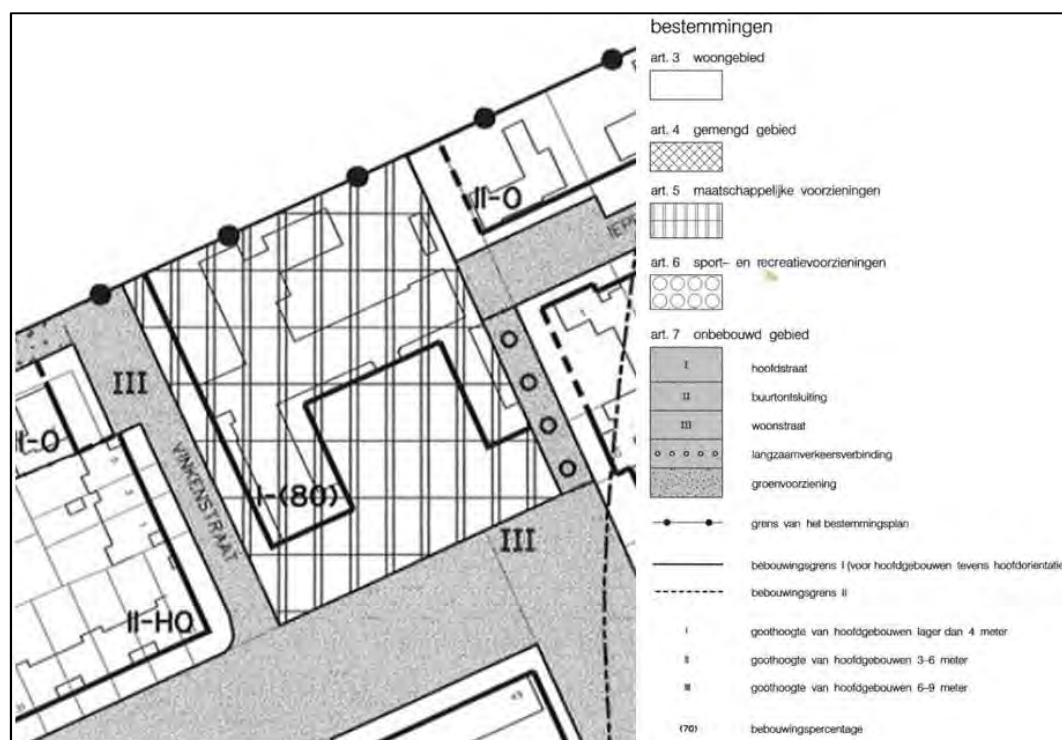 II-O
III
VINKENSTRAAT
I-(80)
III
II-HO
43
bestemmingen
art. 3 woongebied
art. 4 gemengd gebied
art. 5 maatschappelijke voorzieningen
art. 6 sport- en recreatievoorzieningen
art. 7 onbebouwd gebied
I hoofdstraat
II buurtontsluiting
III woonstraat
langzaamverkeersverbinding
groenvoorziening
grens van het bestemmingsplan
bebouwingsgrens I (voor hoofdgebouwen tevens hoofdorientatie
bebouwingsgrens II
I goothoogte van hoofdgebouwen lager dan 4 meter
II goothoogte van hoofdgebouwen 3-6 meter
III goothoogte van hoofdgebouwen 6-9 meter
(70) bebouwingspercentage